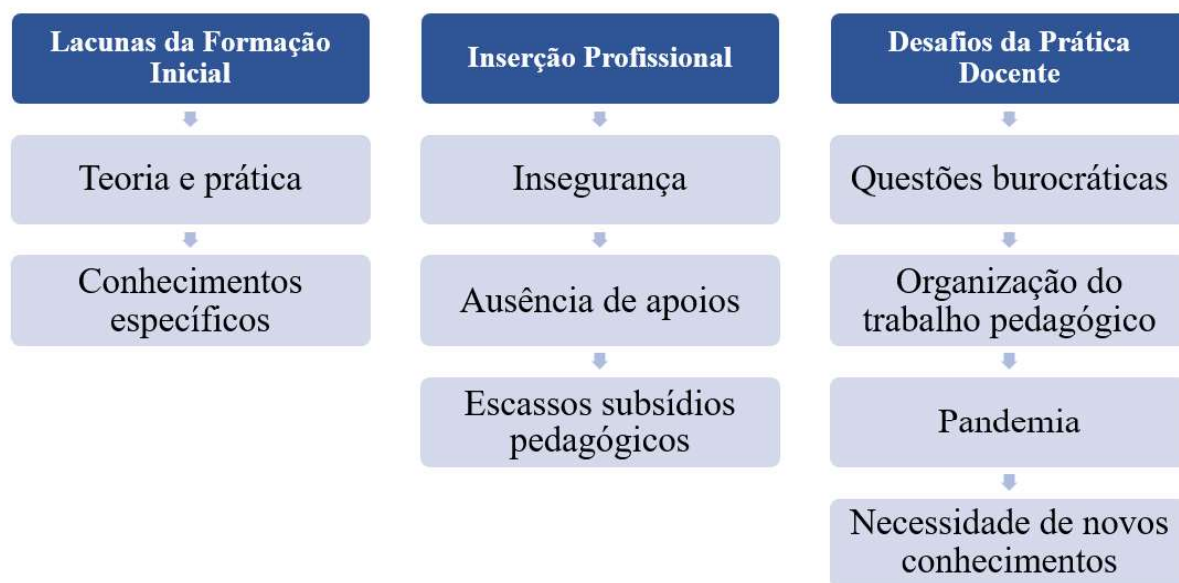 Lacunas da Formação
Inicial
Teoria e prática
Conhecimentos
específicos
Inserção Profissional
Insegurança
Ausência de apoios
Escassos subsídios
pedagógicos
Desafios da Prática
Docente
Questões burocráticas
Organização do
trabalho pedagógico
Pandemia
Necessidade de novos
conhecimentos